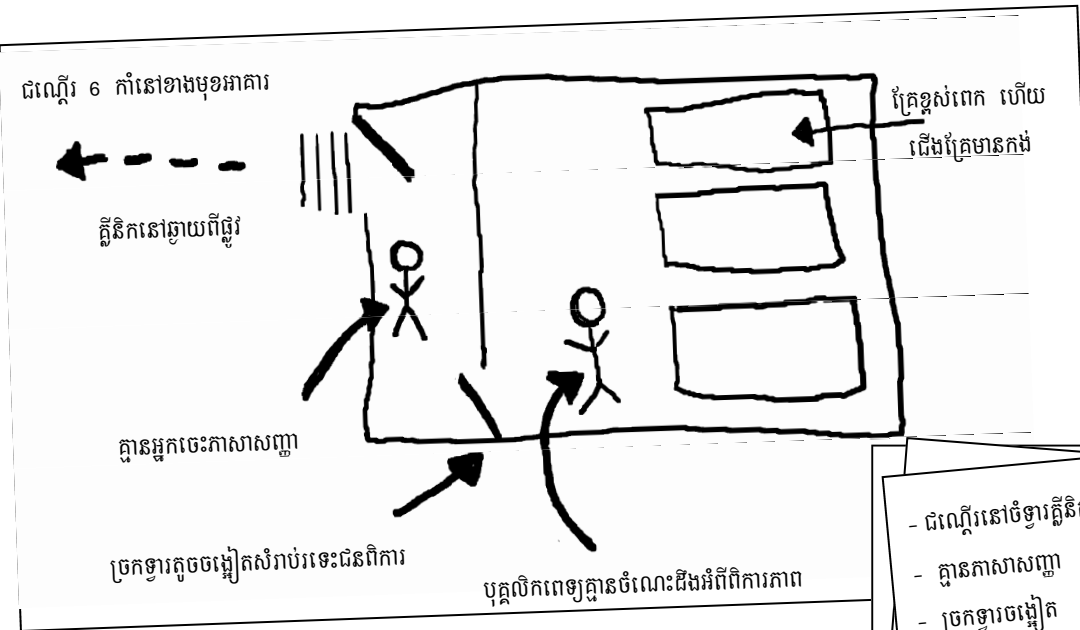 ជណ្ដើរ 6 កាំនៅខាងមុខអាគារ
គ្រែខ្ពស់ពេក ហើយ
ជើងគ្រែមានកង់
គ្លីនិកនៅឆ្ងាយពីផ្លូវ
គ្មានអ្នកចេះភាសាសញ្ញា
ច្រកទ្វារតូចចង្អៀតសំរាប់រទេះជនពិការ
បុគ្គលិកពេទ្យគ្មានចំណេះដឹងអំពីពិការភាព
- ជណ្ដើរនៅចំទ្វារគ្លីនិ
- គ្មានភាសាសញ្ញា
- ច្រកទ្វារចង្អៀត